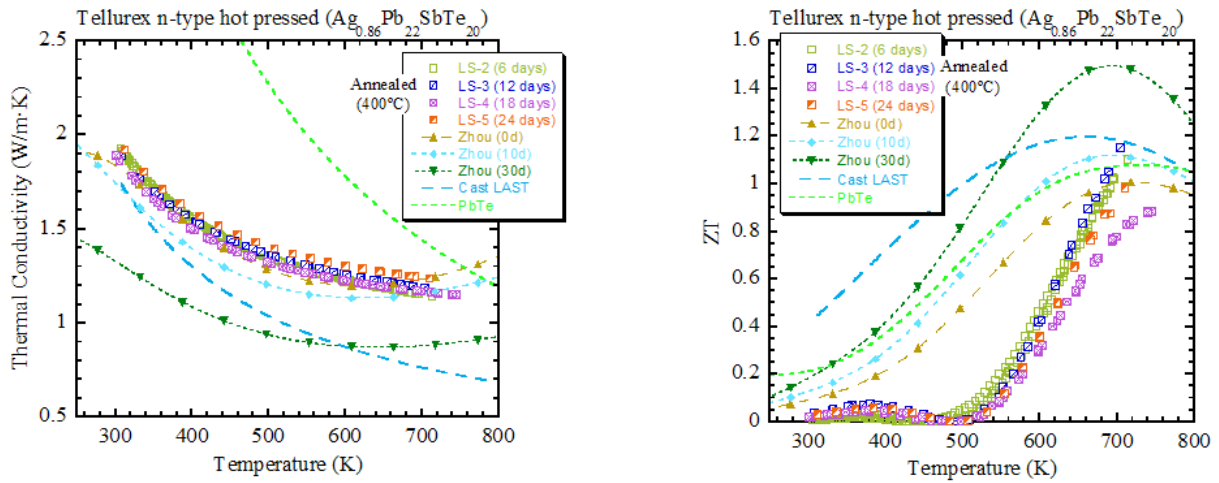 Tellurex n-type hot pressed (Ag0.86Pb22SbTe20)
2.5
2
1.5
1
0.5
Thermal Conductivity (W/m·K)
Annealed
(400°C)
LS-2 (6 days)
LS-3 (12 days)
LS-4 (18 days)
LS-5 (24 days)
Zhou (0d)
Zhou (10d)
Zhou (30d)
Cast LAST
PbTe
300 400 500 600 700 800
Temperature (K)
Tellurex n-type hot pressed (Ag0.86Pb22SbTe20)
1.6
1.4
1.2
1
0.8
0.6
0.4
0.2
0
ZT
LS-2 (6 days)
LS-3 (12 days)
LS-4 (18 days)
LS-5 (24 days)
Zhou (0d)
Zhou (10d)
Zhou (30d)
Cast LAST
PbTe
Annealed
(400°C)
300 400 500 600 700 800
Temperature (K)